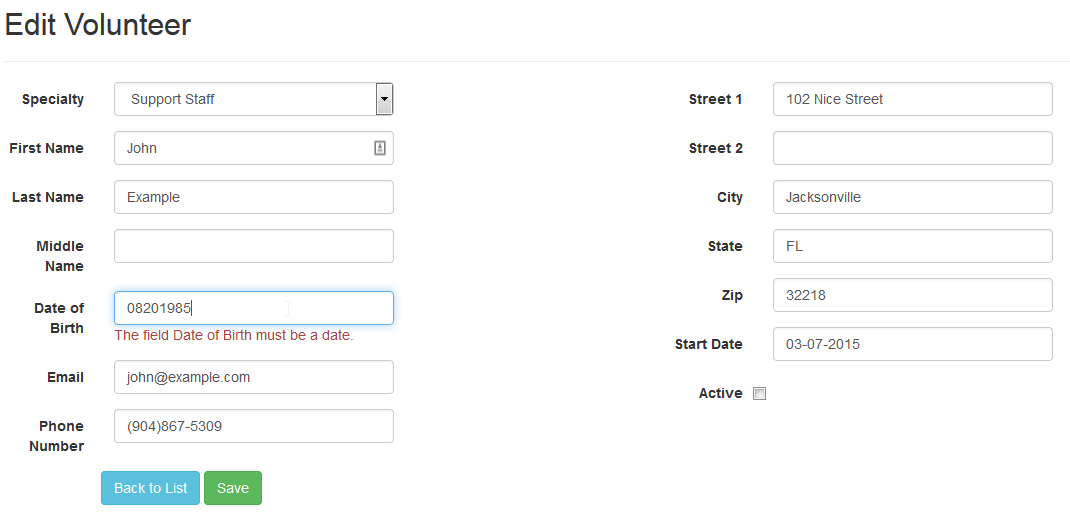 Edit Volunteer
Specialty
Support Staff
First Name
John
Last Name
Example
Middle
Name
Date of
Birth
08201985
The field Date of Birth must be a date.
Email
john@example.com
Phone
Number
(904)867-5309
Back to List
Save
Street 1
102 Nice Street
Street 2
City
Jacksonville
State
FL
Zip
32218
Start Date
03-07-2015
Active